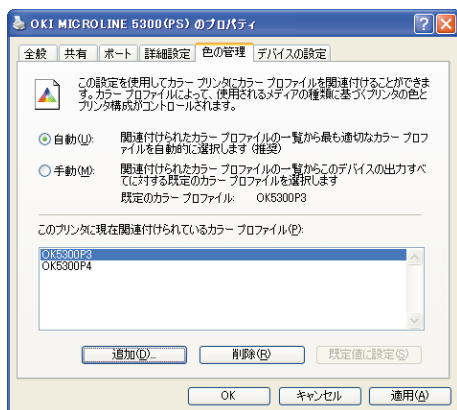 OKI MICROLINE 5300(PS) のプロパティ
全般 共有 ポート 詳細設定 色の管理 デバイスの設定
この設定を使用してカラー プリンタにカラー プロファイルを関連付けることができま
す。カラー プロファイルによって、使用されるメディアの種類に基づくプリンタの色と
プリンタ構成がコントロールされます。
自動(U): 関連付けられたカラー プロファイルの一覧から最も適切なカラー プロフ
ァイルを自動的に選択します (推奨)
手動(M): 関連付けられたカラー プロファイルの一覧からこのデバイスの出力すべ
てに対する既定のカラー プロファイルを選択します
既定のカラー プロファイル: OK5300P3
このプリンタに現在関連付けられているカラー プロファイル(P):
OK5300P3
OK5300P4
追加(D)... 削除(R) 既定値に設定(S)
OK キャンセル 適用(A)